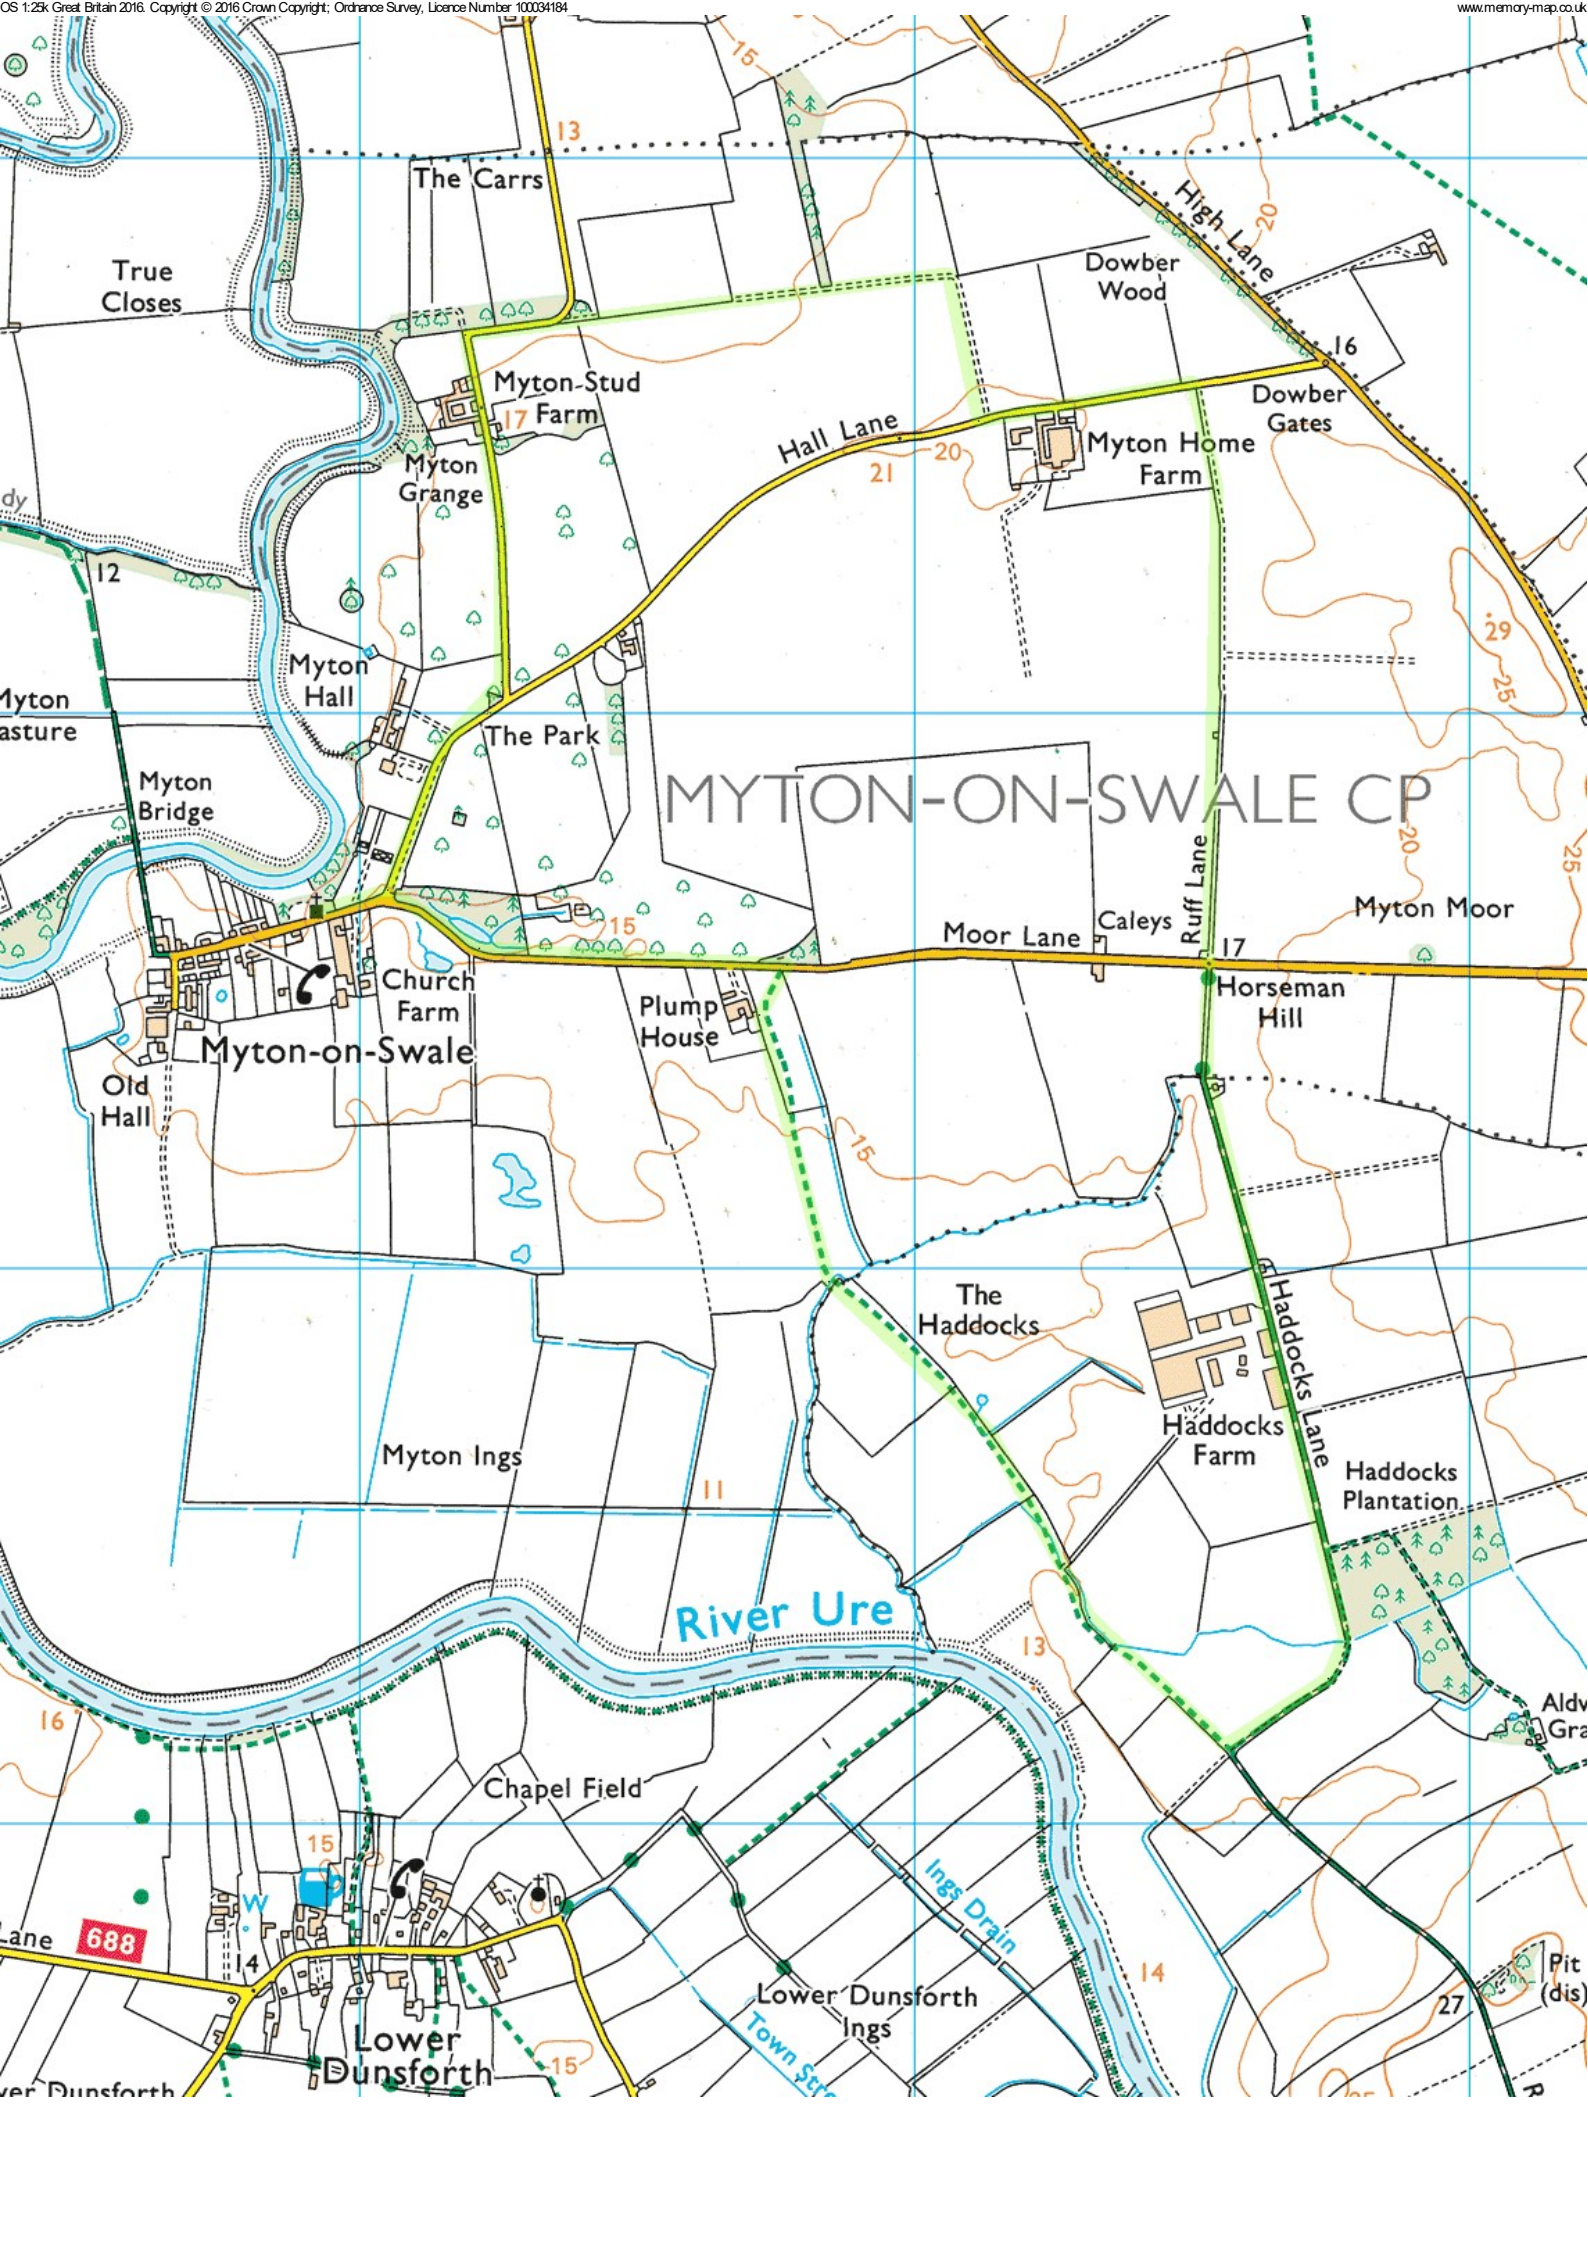 OS 1:25k Great Britain 2016. Copyright © 2016 Crown Copyright; Ordnance Survey, Licence Number 100034184
www.memory-map.co.uk
15
13
The Carrs
High Lane
20
True
Closes
Dowber
Wood
16
Myton Stud
Farm
17
Dowber
Gates
Hall Lane
21
20
Myton Home
Farm
Myton
Grange
dy
12
29
25
Myton
Hall
Myton
asture
The Park
Myton
Bridge
MYTON-ON-SWALE CP
20
25
Ruff Lane
15
Moor Lane
Caleys
Myton Moor
17
Church
Farm
Plump
House
Horseman
Hill
Myton-on-Swale
Old
Hall
15
The
Haddocks
Haddocks Lane
Haddocks
Farm
Myton Ings
11
Haddocks
Plantation
River Ure
13
16
Aldw
Gra
Chapel Field
15
W
Ings Drain
Lane
688
14
14
Pit
(dis)
27
Lower Dunsforth
Ings
Lower
Dunsforth
Town Stre
15
ver Dunsforth
R